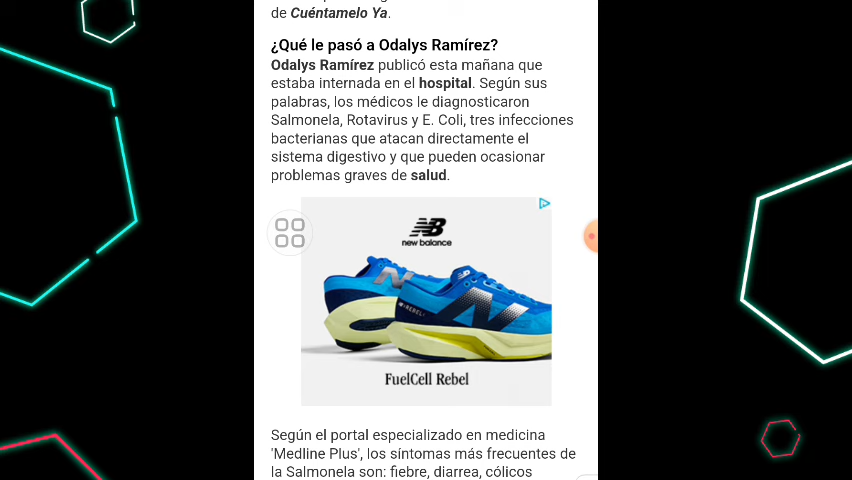 de Cuéntamelo Ya.
¿Qué le pasó a Odalys Ramírez?
Odalys Ramírez publicó esta mañana que
estaba internada en el hospital. Según sus
palabras, los médicos le diagnosticaron
Salmonela, Rotavirus y E. Coli, tres infecciones
bacterianas que atacan directamente el
sistema digestivo y que pueden ocasionar
problemas graves de salud.
NB
new balance
REBEL
FuelCell Rebel
Según el portal especializado en medicina
'Medline Plus', los síntomas más frecuentes de
la Salmonela son: fiebre, diarrea, cólicos